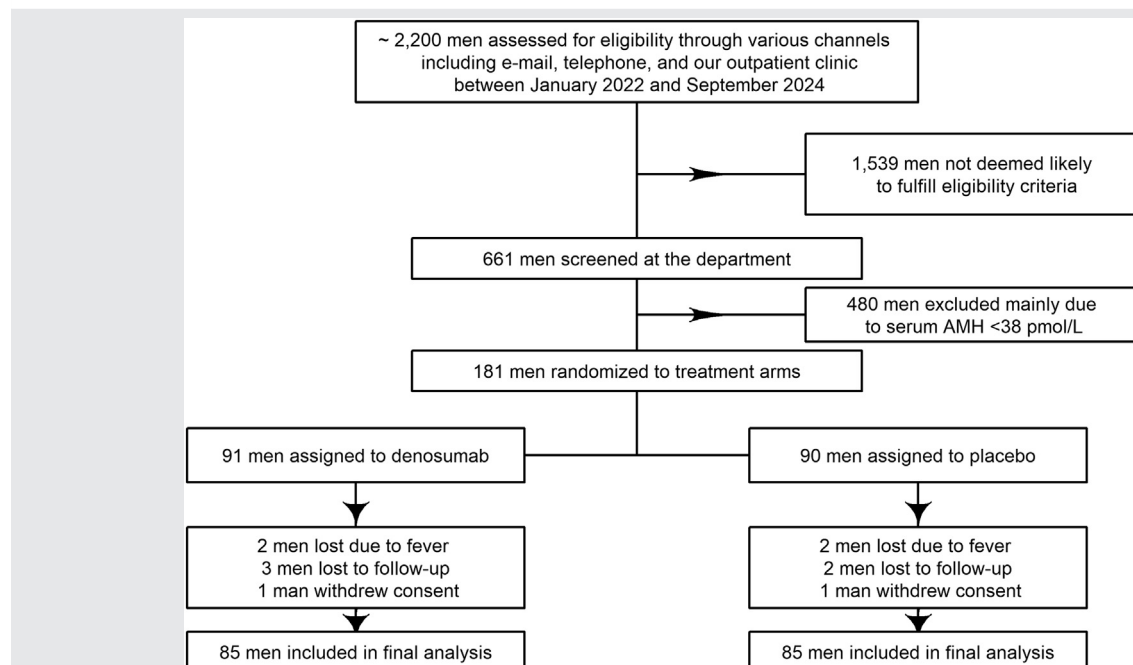 ~ 2,200 men assessed for eligibility through various channels
including e-mail, telephone, and our outpatient clinic
between January 2022 and September 2024
1,539 men not deemed likely
to fulfill eligibility criteria
661 men screened at the department
480 men excluded mainly due
to serum AMH <38 pmol/L
181 men randomized to treatment arms
91 men assigned to denosumab
90 men assigned to placebo
2 men lost due to fever
3 men lost to follow-up
1 man withdrew consent
2 men lost due to fever
2 men lost to follow-up
1 man withdrew consent
85 men included in final analysis
85 men included in final analysis